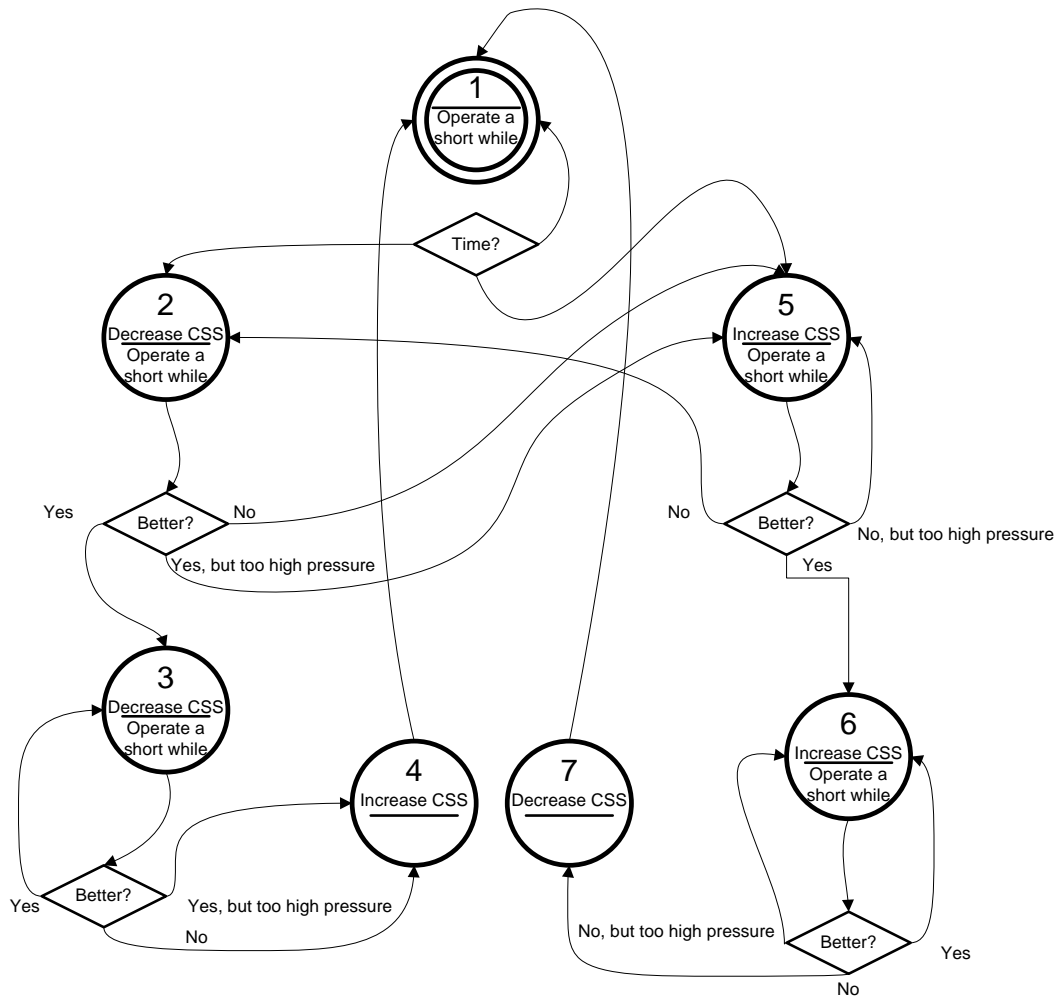 1
Operate a
short while
Time?
2
Decrease CSS
Operate a
short while
5
Increase CSS
Operate a
short while
Yes
Better?
No
Yes, but too high pressure
No
Better?
No, but too high pressure
Yes
3
Decrease CSS
Operate a
short while
4
Increase CSS
7
Decrease CSS
6
Increase CSS
Operate a
short while
Better?
Yes
Yes, but too high pressure
No
No, but too high pressure
Better?
Yes
No